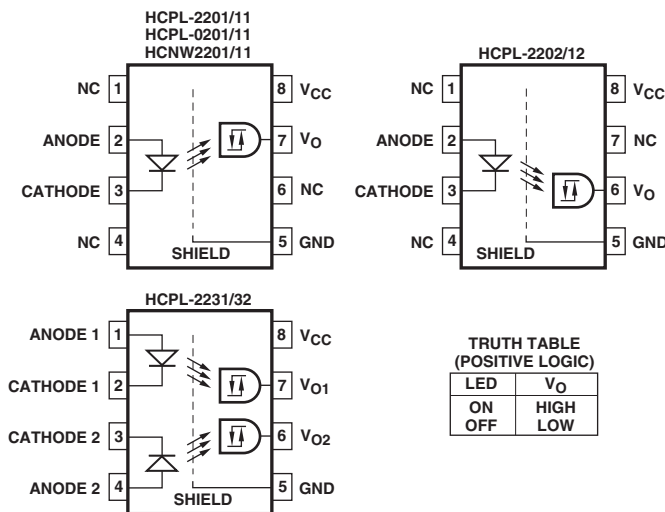 HCPL-2201/11
HCPL-0201/11
HCNW2201/11
NC 1
8 VCC
ANODE 2
7 VO
CATHODE 3
6 NC
NC 4
5 GND
SHIELD
HCPL-2202/12
NC 1
8 VCC
ANODE 2
7 NC
CATHODE 3
6 VO
NC 4
5 GND
SHIELD
HCPL-2231/32
ANODE 1 1
8 VCC
CATHODE 1 2
7 VO1
CATHODE 2 3
6 VO2
ANODE 2 4
5 GND
SHIELD
TRUTH TABLE
(POSITIVE LOGIC)
LED VO
ON HIGH
OFF LOW